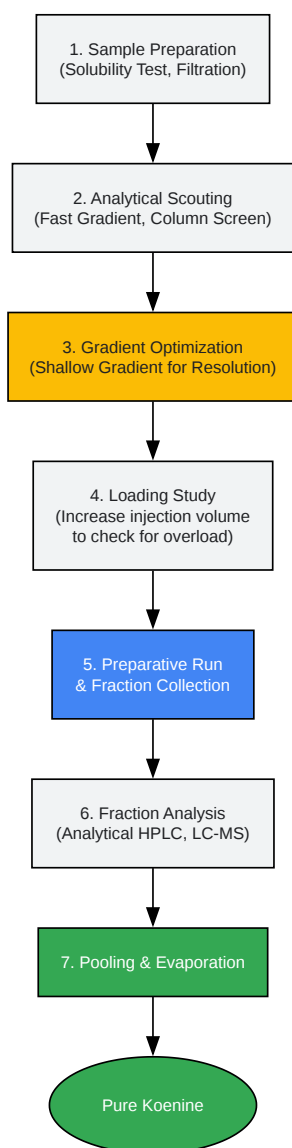 1. Sample Preparation
(Solubility Test, Filtration)
2. Analytical Scouting
(Fast Gradient, Column Screen)
3. Gradient Optimization
(Shallow Gradient for Resolution)
4. Loading Study
(Increase injection volume
to check for overload)
5. Preparative Run
& Fraction Collection
6. Fraction Analysis
(Analytical HPLC, LC-MS)
7. Pooling & Evaporation
Pure Koenine